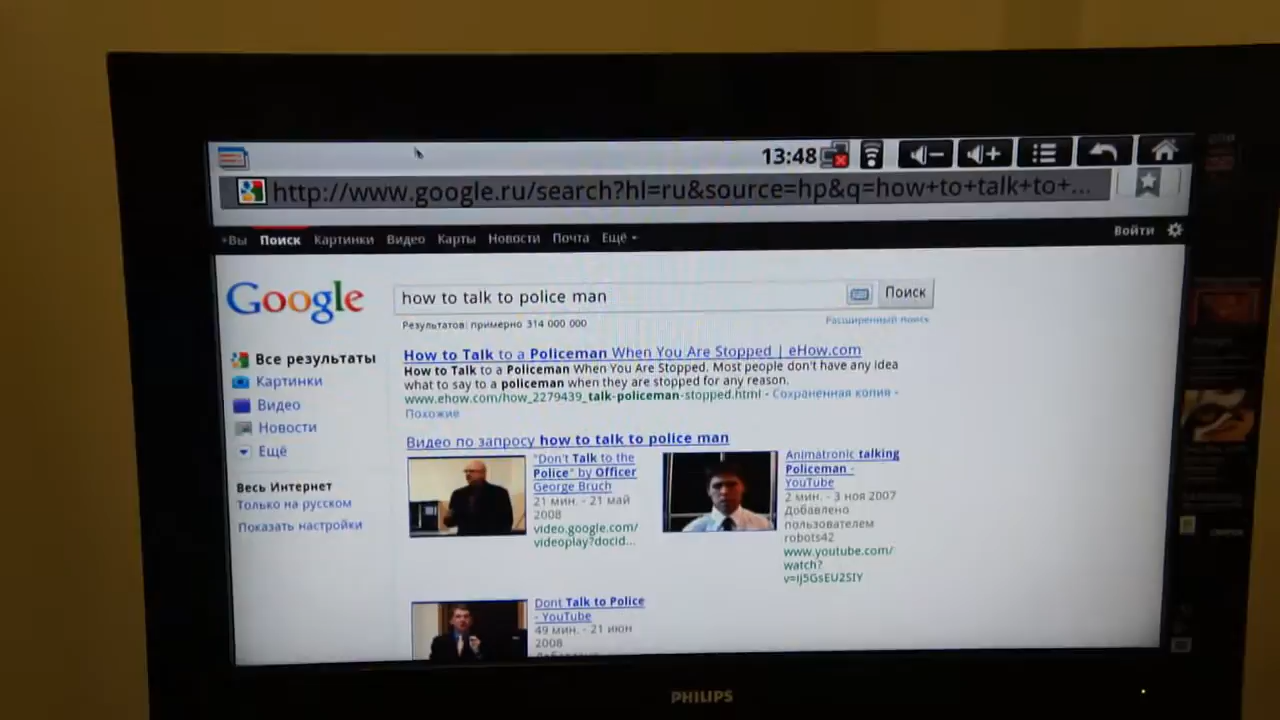 13:48
http://www.google.ru/search?hl=ru&source=hp&q=how+to+talk+to+...
+Вы Поиск Картинки Видео Карты Новости Почта Ещё Войти
Google
how to talk to police man
Поиск
Результатов: примерно 314 000 000
Расширенный поиск
Все результаты
Картинки
Видео
Новости
Ещё
Весь Интернет
Только на русском
Показать настройки
How to Talk to a Policeman When You Are Stopped | eHow.com
How to Talk to a Policeman When You Are Stopped. Most people don't have any idea
what to say to a policeman when they are stopped for any reason.
www.ehow.com/how_2279439_talk-policeman-stopped.html - Сохраненная копия -
Похожие
Видео по запросу how to talk to police man
"Don't Talk to the
Police" by Officer
George Bruch
21 мин. - 21 май
2008
video.google.com/
videoplay?docid...
Animatronic talking
Policeman -
YouTube
2 мин. - 3 ноя 2007
Добавлено
пользователем
robots42
www.youtube.com/
watch?
v=IJ5GsEU2SIY
Dont Talk to Police
- YouTube
49 мин. - 21 июн
2008
PHILIPS